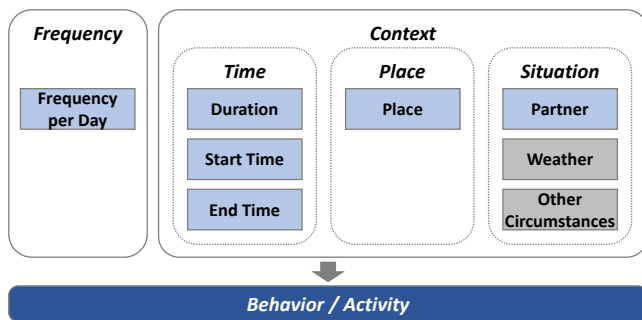 Frequency
Context
Time
Place
Situation
Frequency
per Day
Duration
Place
Partner
Start Time
Weather
End Time
Other
Circumstances
Behavior / Activity